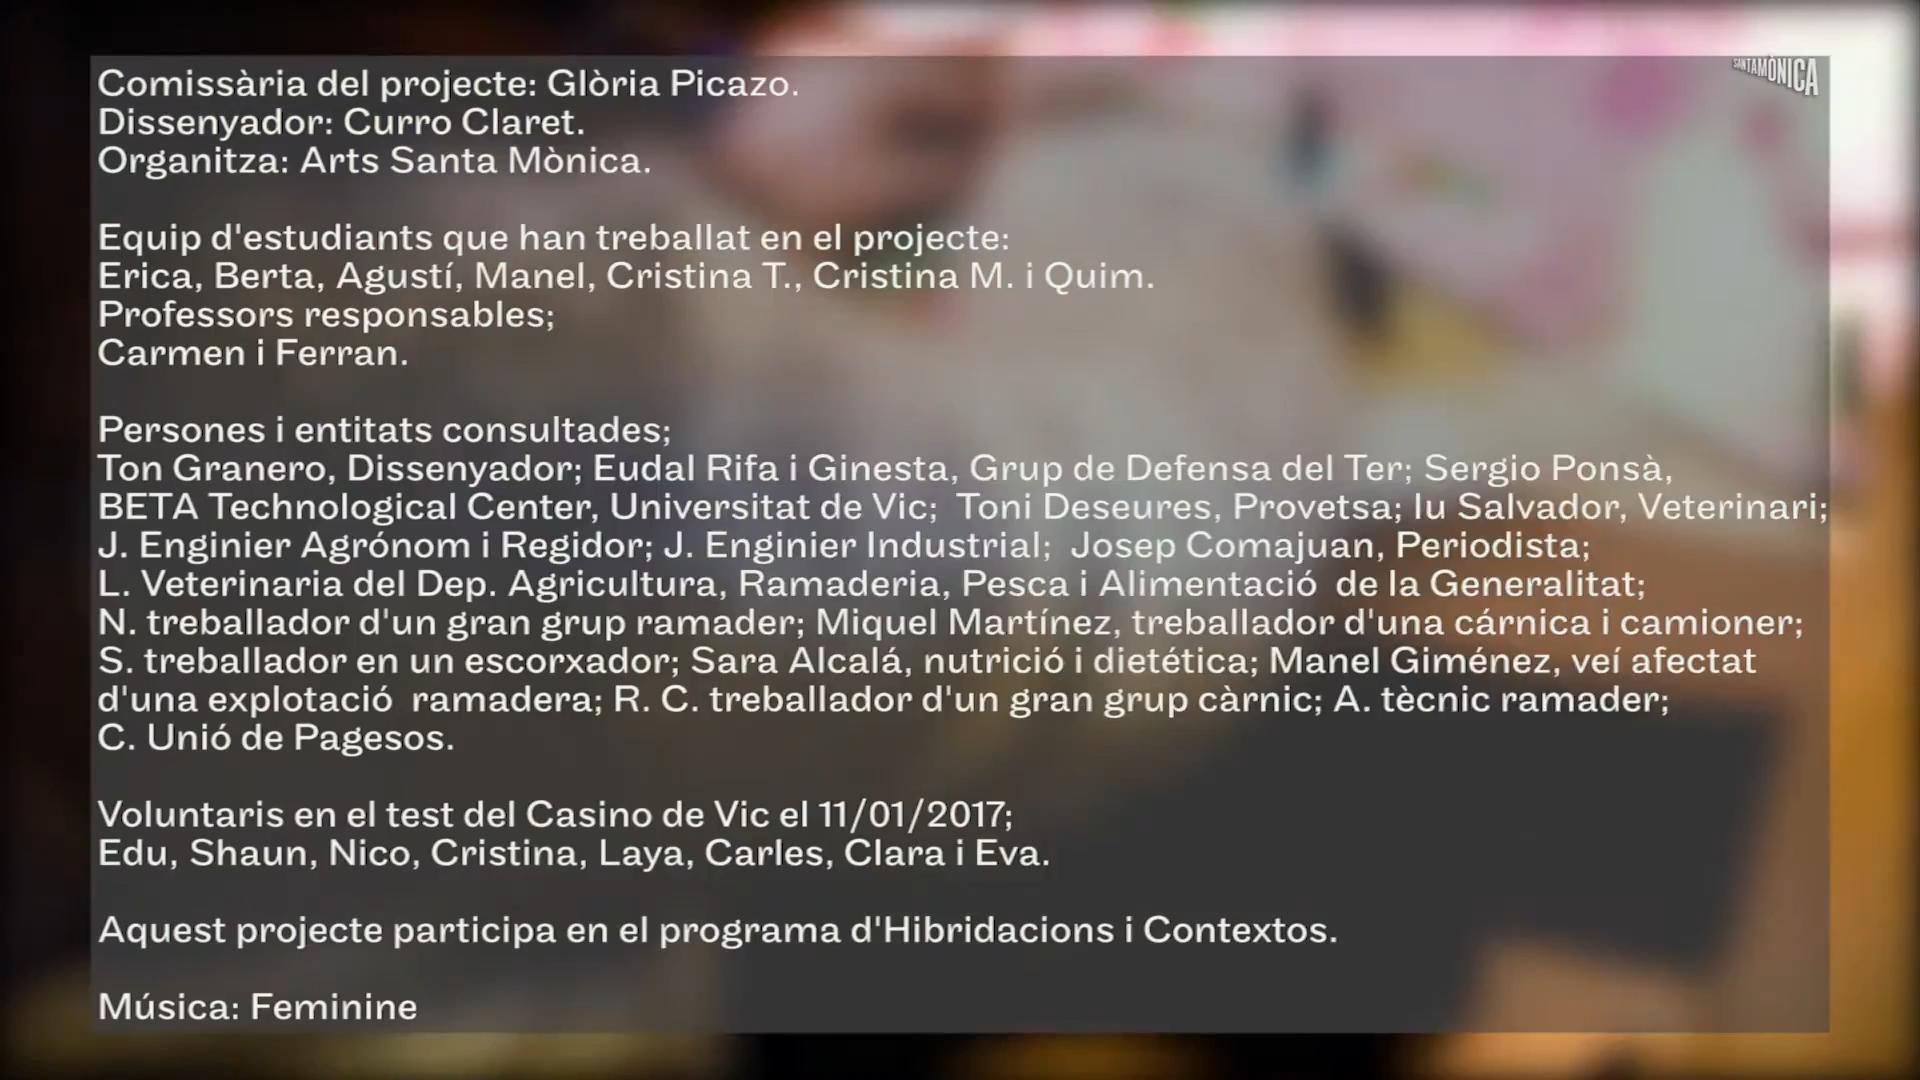 SANTAMÒNICA
Comissària del projecte: Glòria Picazo.
Dissenyador: Curro Claret.
Organitza: Arts Santa Mònica.
Equip d'estudiants que han treballat en el projecte:
Erica, Berta, Agustí, Manel, Cristina T., Cristina M. i Quim.
Professors responsables;
Carmen i Ferran.
Persones i entitats consultades;
Ton Granero, Dissenyador; Eudal Rifa i Ginesta, Grup de Defensa del Ter; Sergio Ponsà,
BETA Technological Center, Universitat de Vic;  Toni Deseures, Provetsa; Iu Salvador, Veterinari;
J. Enginier Agrónom i Regidor; J. Enginier Industrial;  Josep Comajuan, Periodista;
L. Veterinaria del Dep. Agricultura, Ramaderia, Pesca i Alimentació  de la Generalitat;
N. treballador d'un gran grup ramader; Miquel Martínez, treballador d'una cárnica i camioner;
S. treballador en un escorxador; Sara Alcalá, nutrició i dietética; Manel Giménez, veí afectat
d'una explotació  ramadera; R. C. treballador d'un gran grup càrnic; A. tècnic ramader;
C. Unió de Pagesos.
Voluntaris en el test del Casino de Vic el 11/01/2017;
Edu, Shaun, Nico, Cristina, Laya, Carles, Clara i Eva.
Aquest projecte participa en el programa d'Hibridacions i Contextos.
Música: Feminine